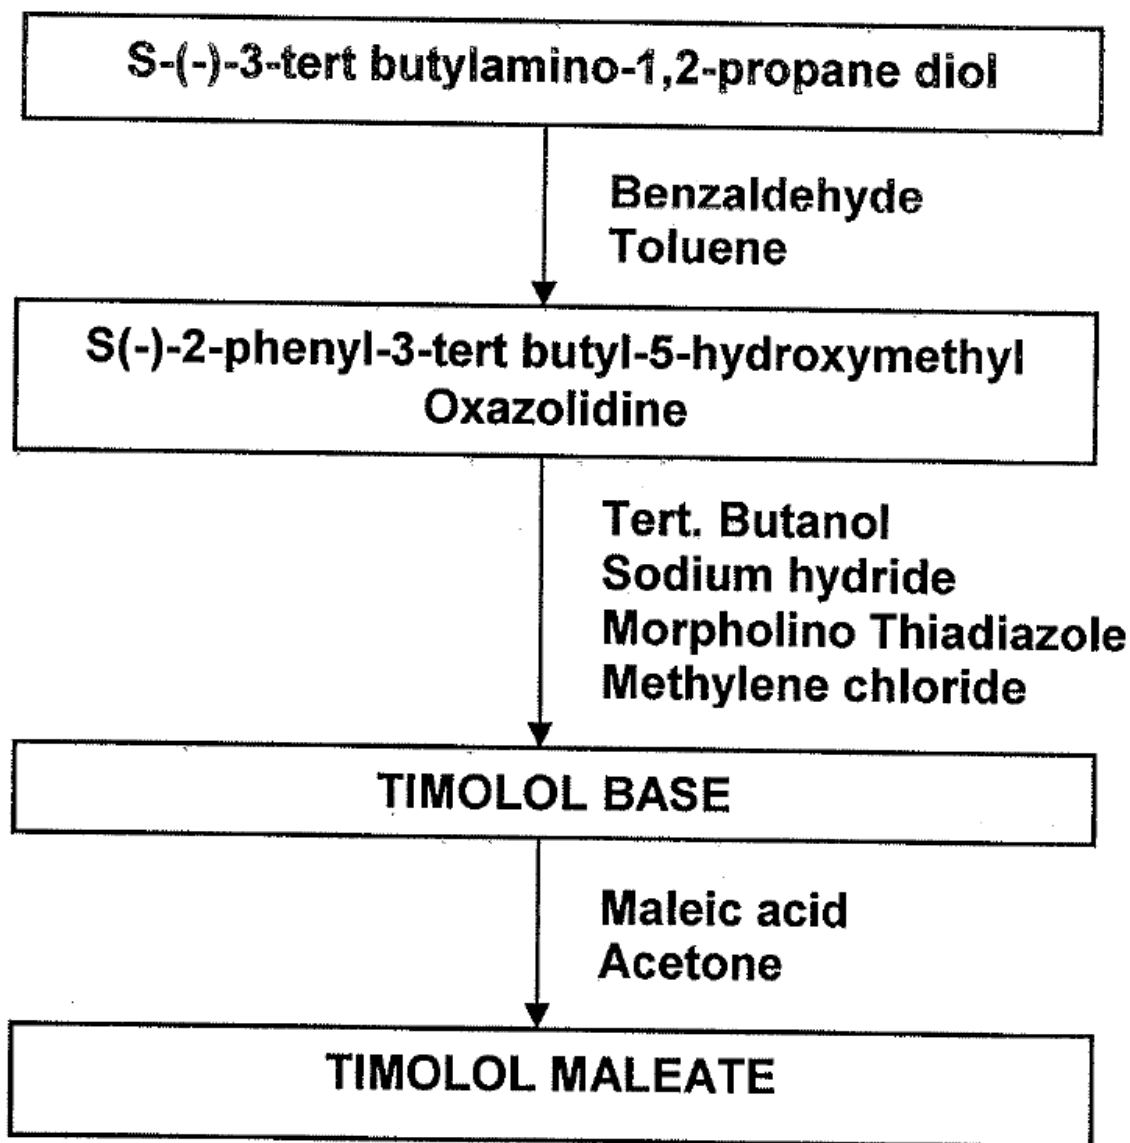 S-(-)-3-tert butylamino-1,2-propane diol
Benzaldehyde
Toluene
S(-)-2-phenyl-3-tert butyl-5-hydroxymethyl
Oxazolidine
Tert. Butanol
Sodium hydride
Morpholino Thiadiazole
Methylene chloride
TIMOLOL BASE
Maleic acid
Acetone
TIMOLOL MALEATE